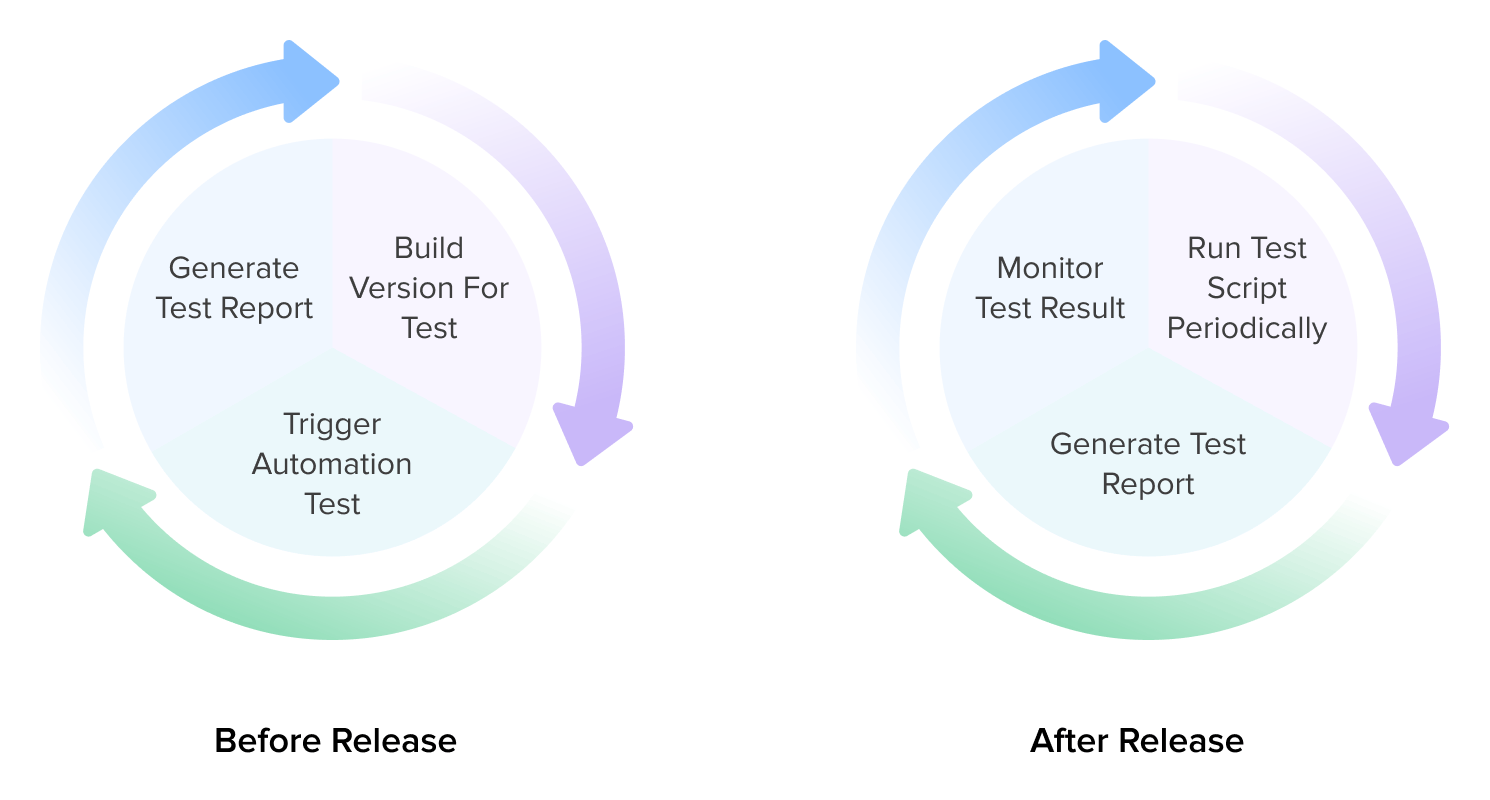 Generate
Test Report
Build
Version For
Test
Trigger
Automation
Test
Before Release
Monitor
Test Result
Run Test
Script
Periodically
Generate Test
Report
After Release